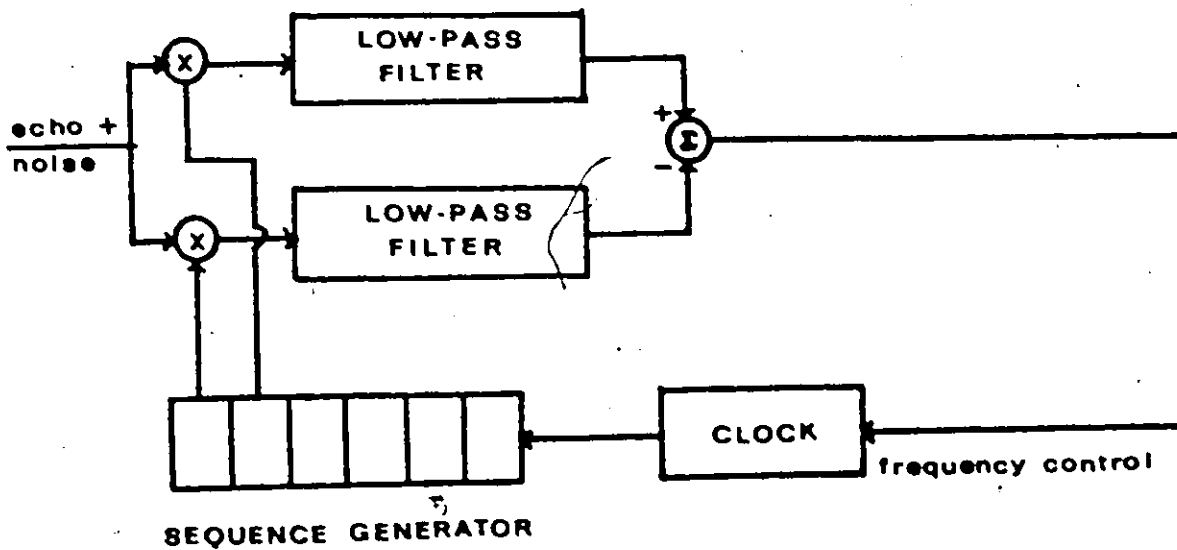 LOW-PASS
FILTER
X
echo +
noise
+
Σ
-
LOW-PASS
FILTER
X
CLOCK
frequency control
SEQUENCE GENERATOR